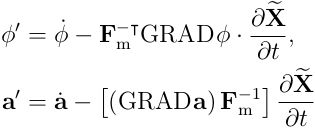 ϕ′ = ϕ̇ − F_m^{−⊺} GRAD ϕ · ∂X̃/∂t,
a′ = ȧ − [(GRAD a) F_m^{−1}] ∂X̃/∂t